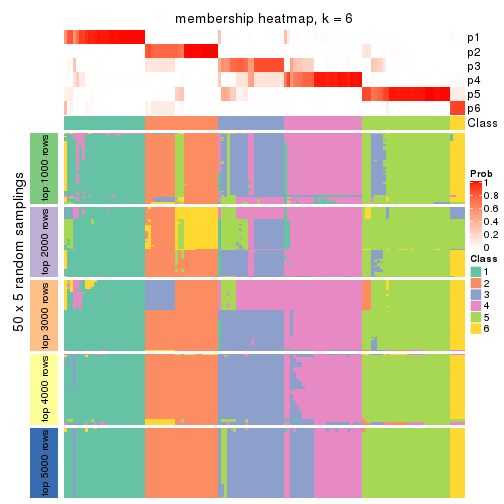 membership heatmap, k = 6
p1
p2
p3
p4
p5
p6
Class
50 x 5 random samplings
top 1000 rows
top 2000 rows
top 3000 rows
top 4000 rows
top 5000 rows
Prob
1
0.8
0.6
0.4
0.2
0
Class
1
2
3
4
5
6